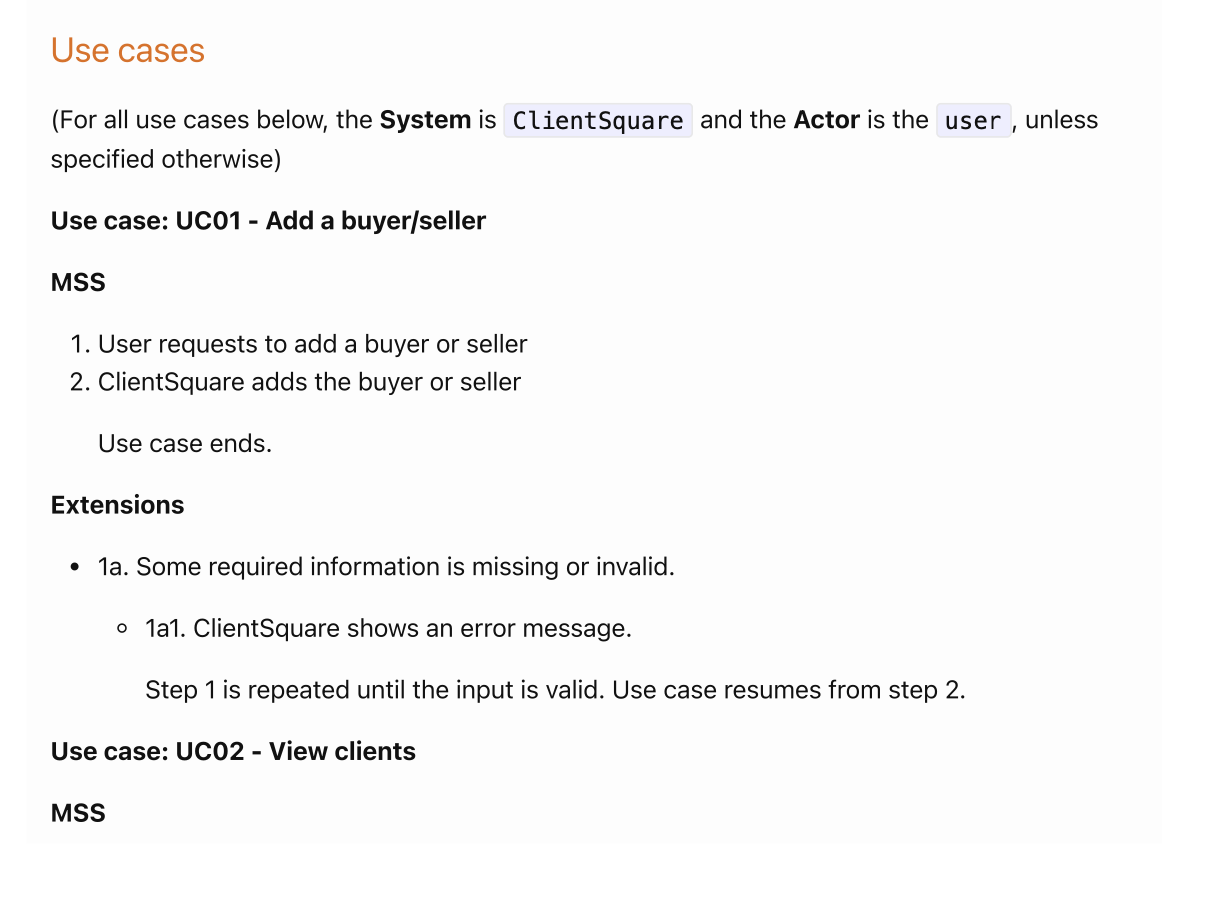 Use cases
(For all use cases below, the System is ClientSquare and the Actor is the user, unless
specified otherwise)
Use case: UC01 - Add a buyer/seller
MSS
1. User requests to add a buyer or seller
2. ClientSquare adds the buyer or seller
Use case ends.
Extensions
• 1a. Some required information is missing or invalid.
◦ 1a1. ClientSquare shows an error message.
Step 1 is repeated until the input is valid. Use case resumes from step 2.
Use case: UC02 - View clients
MSS